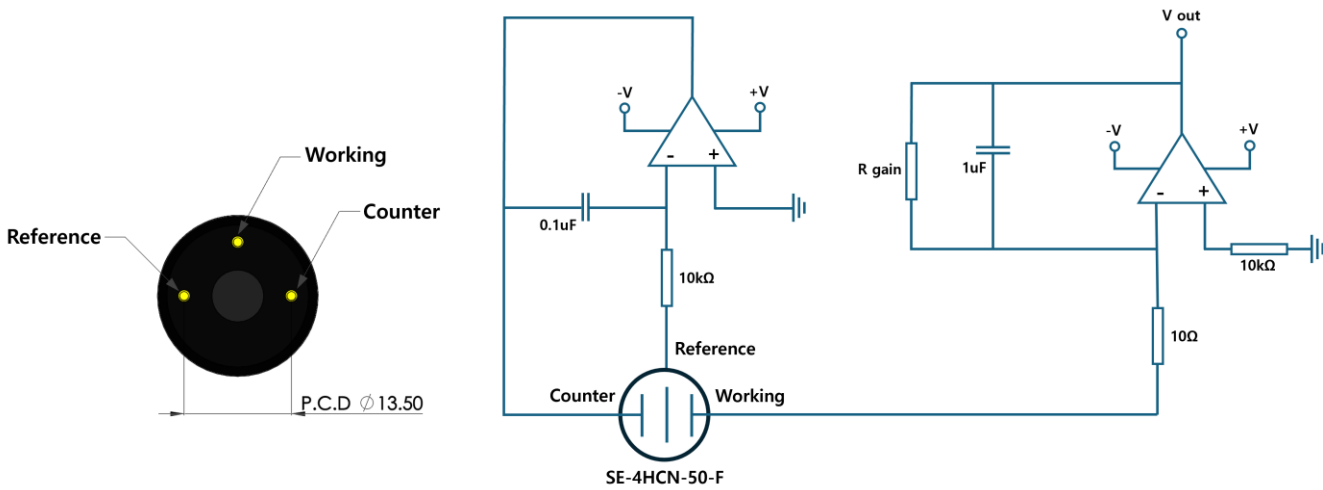 Working
Counter
Reference
P.C.D ∅13.50
-V
+V
-
+
0.1uF
10kΩ
Reference
Counter
Working
SE-4HCN-50-F
V out
-V
+V
R gain
1uF
-
+
10kΩ
10Ω